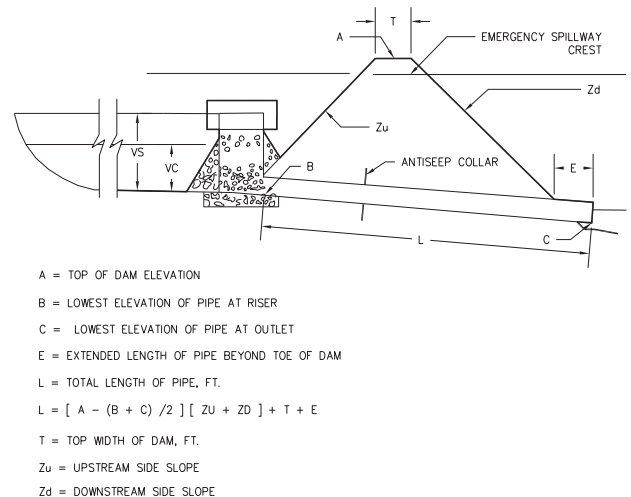 T
A
EMERGENCY SPILLWAY
CREST
Zd
Zu
VS
VC
B
ANTISEEP COLLAR
E
C
L
A = TOP OF DAM ELEVATION
B = LOWEST ELEVATION OF PIPE AT RISER
C = LOWEST ELEVATION OF PIPE AT OUTLET
E = EXTENDED LENGTH OF PIPE BEYOND TOE OF DAM
L = TOTAL LENGTH OF PIPE, FT.
L = [ A - (B + C) /2 ] [ ZU + ZD ] + T + E
T = TOP WIDTH OF DAM, FT.
Zu = UPSTREAM SIDE SLOPE
Zd = DOWNSTREAM SIDE SLOPE